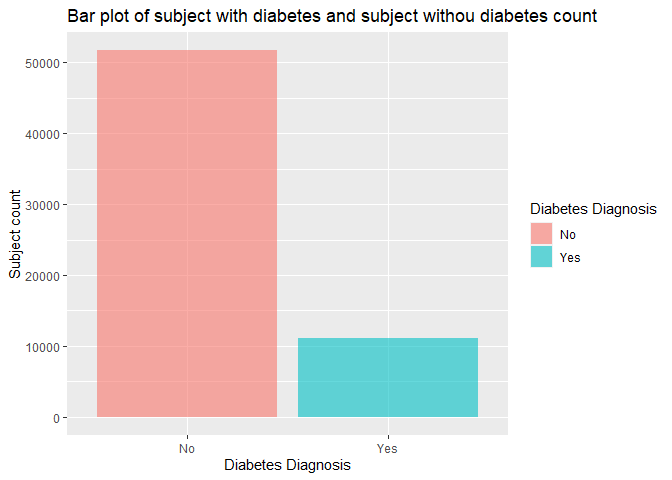 Bar plot of subject with diabetes and subject withou diabetes count
50000
40000
30000
20000
10000
0
Subject count
No
Yes
Diabetes Diagnosis
Diabetes Diagnosis
No
Yes